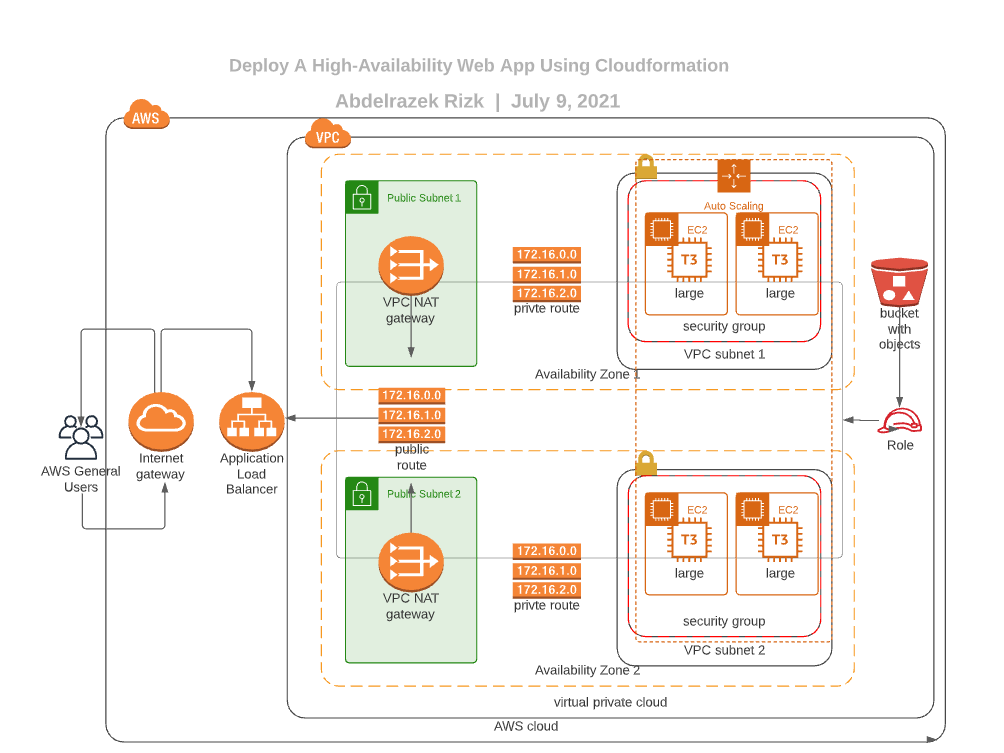 Deploy A High-Availability Web App Using Cloudformation
Abdelrazek Rizk | July 9, 2021
AWS
VPC
Public Subnet 1
VPC NAT
gateway
172.16.0.0
172.16.1.0
172.16.2.0
privte route
Auto Scaling
EC2
T3
large
EC2
T3
large
security group
VPC subnet 1
Availability Zone 1
bucket
with
objects
Role
AWS General
Users
Internet
gateway
Application
Load
Balancer
172.16.0.0
172.16.1.0
172.16.2.0
public
route
Public Subnet 2
VPC NAT
gateway
172.16.0.0
172.16.1.0
172.16.2.0
privte route
EC2
T3
large
EC2
T3
large
security group
VPC subnet 2
Availability Zone 2
virtual private cloud
AWS cloud